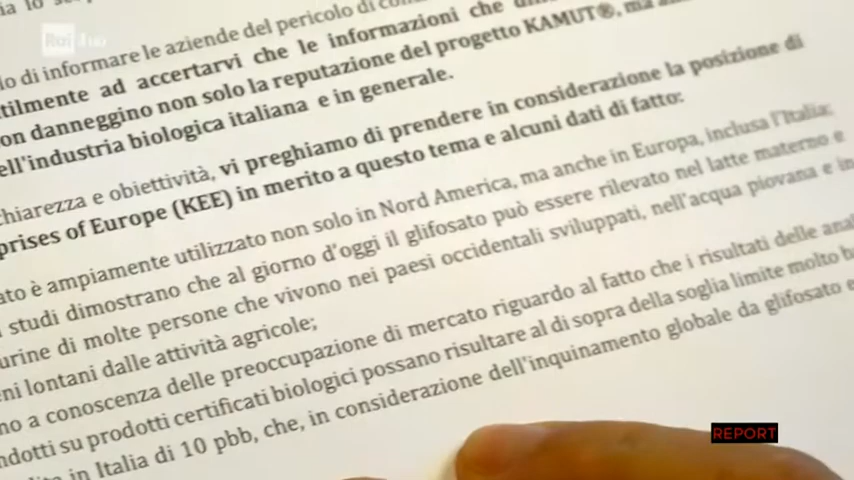 Rai
lo di informare le aziende del pericolo di
tilmente ad accertarvi che le informazioni che
on danneggino non solo la reputazione del progetto KAMUT®, ma
ell'industria biologica italiana e in generale.
chiarezza e obiettività, vi preghiamo di prendere in considerazione la posizione di
prises of Europe (KEE) in merito a questo tema e alcuni dati di fatto:
ato è ampiamente utilizzato non solo in Nord America, ma anche in Europa, inclusa l'Italia;
studi dimostrano che al giorno d'oggi il glifosato può essere rilevato nel latte materno e
urine di molte persone che vivono nei paesi occidentali sviluppati, nell'acqua piovana e in
ni lontani dalle attività agricole;
no a conoscenza delle preoccupazione di mercato riguardo al fatto che i risultati delle anal
ndotti su prodotti certificati biologici possano risultare al di sopra della soglia limite molto b
in Italia di 10 pbb, che, in considerazione dell'inquinamento globale da glifosato e
REPORT